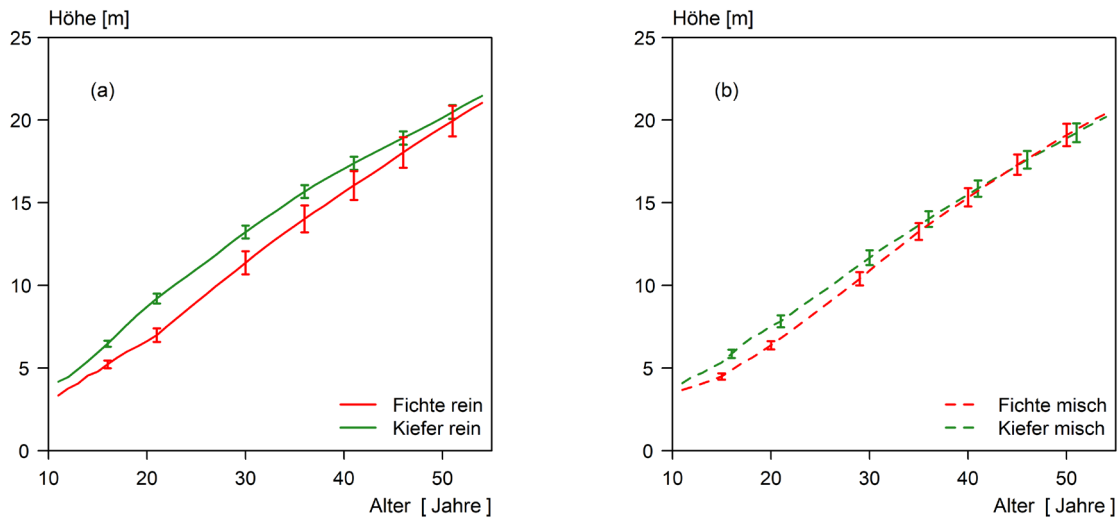 Höhe [m]
25
20
15
10
5
0
(a)
Fichte rein
Kiefer rein
10 20 30 40 50
Alter [ Jahre ]
Höhe [m]
25
20
15
10
5
0
(b)
Fichte misch
Kiefer misch
10 20 30 40 50
Alter [ Jahre ]